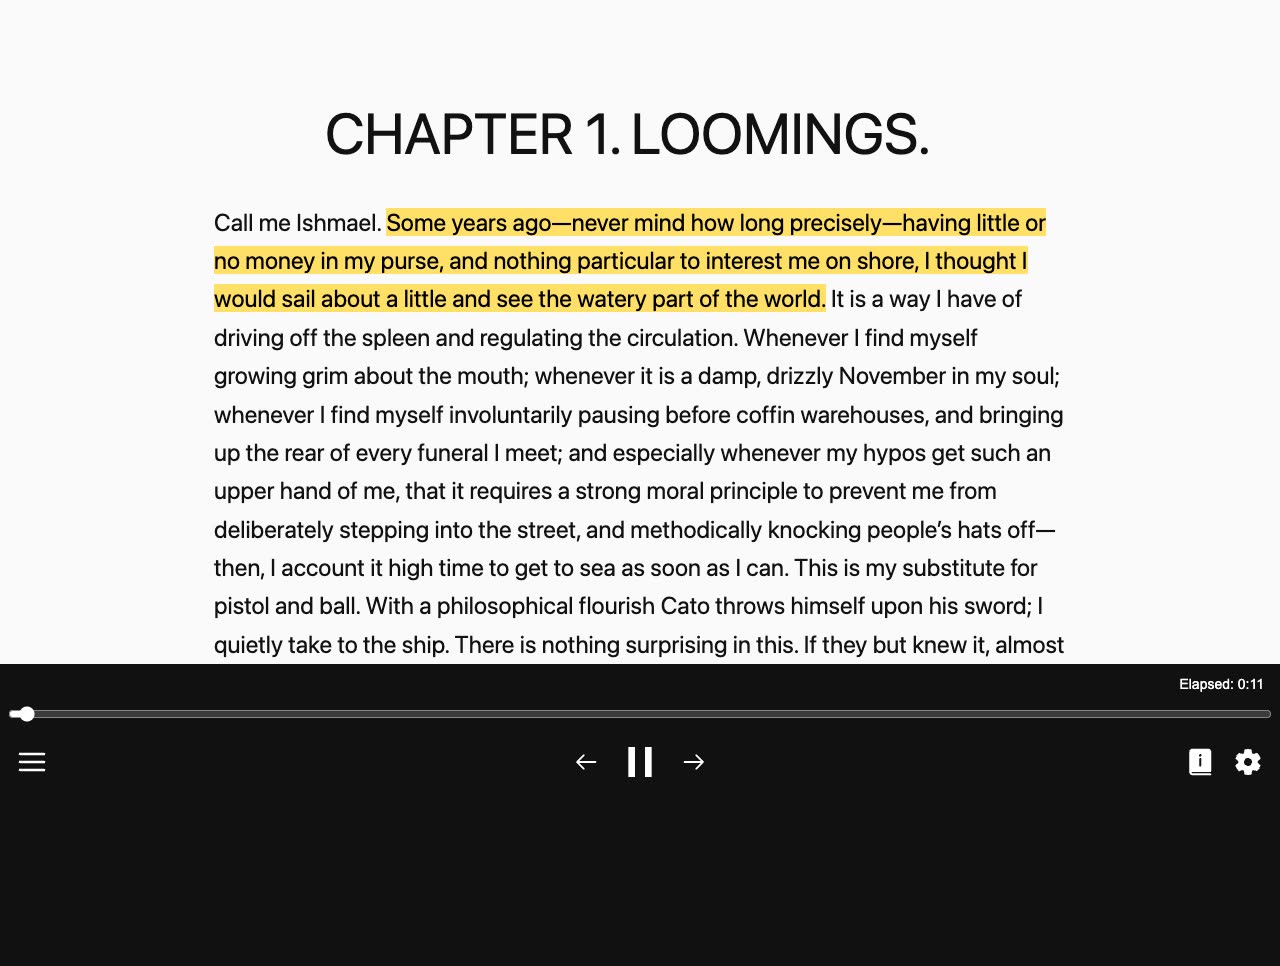 CHAPTER 1. LOOMINGS.
Call me Ishmael. Some years ago—never mind how long precisely—having little or
no money in my purse, and nothing particular to interest me on shore, I thought I
would sail about a little and see the watery part of the world. It is a way I have of
driving off the spleen and regulating the circulation. Whenever I find myself
growing grim about the mouth; whenever it is a damp, drizzly November in my soul;
whenever I find myself involuntarily pausing before coffin warehouses, and bringing
up the rear of every funeral I meet; and especially whenever my hypos get such an
upper hand of me, that it requires a strong moral principle to prevent me from
deliberately stepping into the street, and methodically knocking people’s hats off—
then, I account it high time to get to sea as soon as I can. This is my substitute for
pistol and ball. With a philosophical flourish Cato throws himself upon his sword; I
quietly take to the ship. There is nothing surprising in this. If they but knew it, almost
Elapsed: 0:11